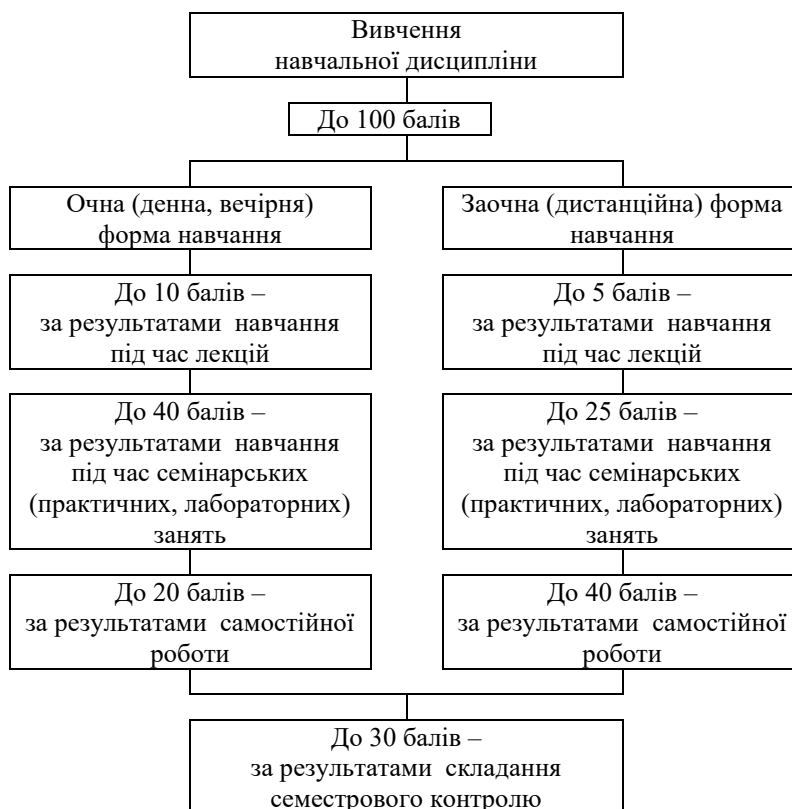 Вивчення
навчальної дисципліни
До 100 балів
Очна (денна, вечірня)
форма навчання
До 10 балів –
за результатами навчання
під час лекцій
До 40 балів –
за результатами навчання
під час семінарських
(практичних, лабораторних)
занять
До 20 балів –
за результатами самостійної
роботи
Заочна (дистанційна) форма
навчання
До 5 балів –
за результатами навчання
під час лекцій
До 25 балів –
за результатами навчання
під час семінарських
(практичних, лабораторних)
занять
До 40 балів –
за результатами самостійної
роботи
До 30 балів –
за результатами складання
семестрового контролю